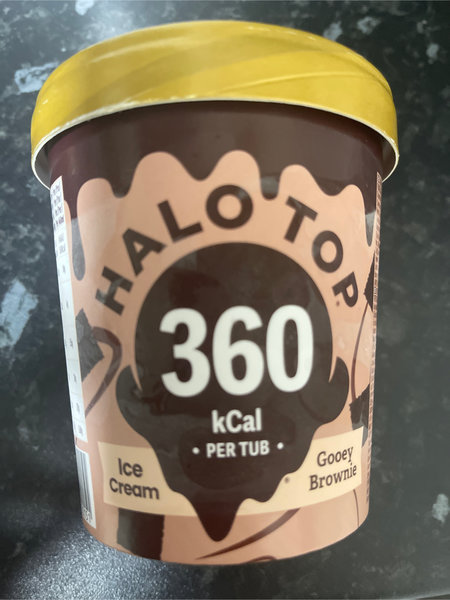 HALO TOP
360
kCal
• PER TUB •
Ice
Cream
Gooey
Brownie